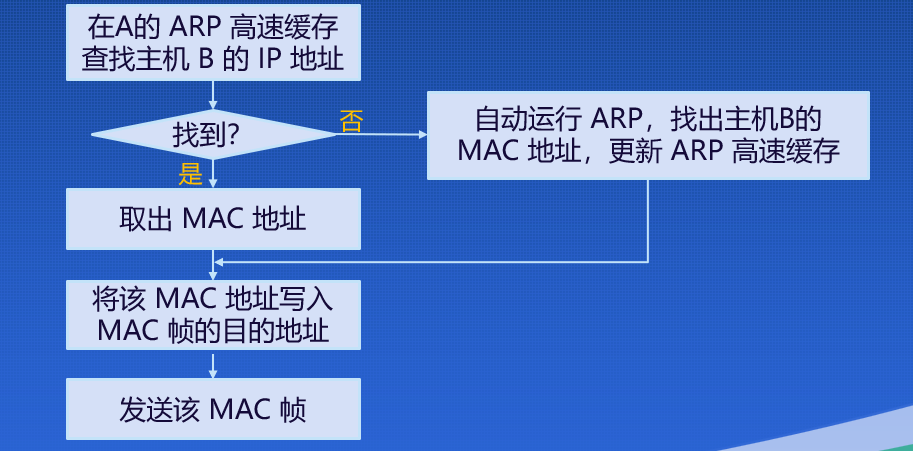 在A的 ARP 高速缓存
查找主机 B 的 IP 地址
找到?
否
自动运行 ARP，找出主机B的
MAC 地址，更新 ARP 高速缓存
是
取出 MAC 地址
将该 MAC 地址写入
MAC 帧的目的地址
发送该 MAC 帧